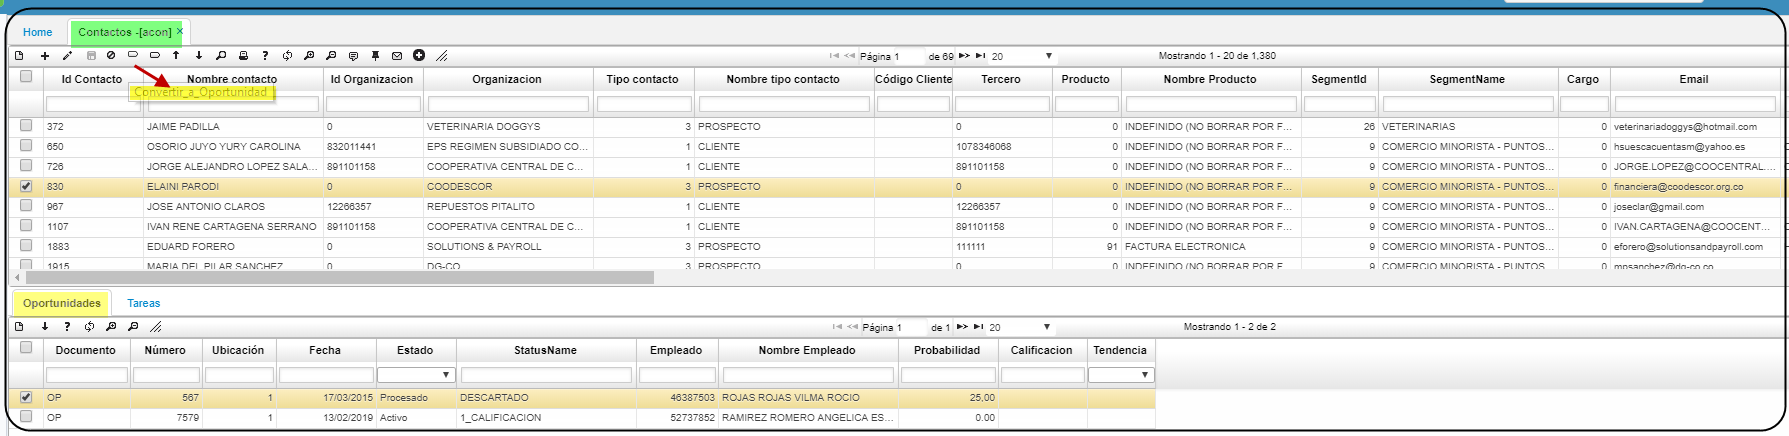 Home Contactos -[acon] ×
Página 1 de 69 20 Mostrando 1 - 20 de 1,380
Id Contacto Nombre contacto Id Organizacion Organizacion Tipo contacto Nombre tipo contacto Código Cliente Tercero Producto Nombre Producto SegmentId SegmentName Cargo Email
Convertir_a_Oportunidad
372 JAIME PADILLA 0 VETERINARIA DOGGYS 3 PROSPECTO 0 0 INDEFINIDO (NO BORRAR POR F... 26 VETERINARIAS 0 veterinariadoggys@hotmail.com
650 OSORIO JUYO YURY CAROLINA 832011441 EPS REGIMEN SUBSIDIADO CO... 1 CLIENTE 1078346068 0 INDEFINIDO (NO BORRAR POR F... 9 COMERCIO MINORISTA - PUNTOS... 0 hsuescacuentasm@yahoo.es
726 JORGE ALEJANDRO LOPEZ SALA... 891101158 COOPERATIVA CENTRAL DE C... 1 CLIENTE 891101158 0 INDEFINIDO (NO BORRAR POR F... 9 COMERCIO MINORISTA - PUNTOS... 0 JORGE.LOPEZ@COOCENTRAL....
830 ELAINI PARODI 0 COODESCOR 3 PROSPECTO 0 0 INDEFINIDO (NO BORRAR POR F... 9 COMERCIO MINORISTA - PUNTOS... 0 financiera@coodescor.org.co
967 JOSE ANTONIO CLAROS 12266357 REPUESTOS PITALITO 1 CLIENTE 12266357 0 INDEFINIDO (NO BORRAR POR F... 9 COMERCIO MINORISTA - PUNTOS... 0 joseclar@gmail.com
1107 IVAN RENE CARTAGENA SERRANO 891101158 COOPERATIVA CENTRAL DE C... 1 CLIENTE 891101158 0 INDEFINIDO (NO BORRAR POR F... 9 COMERCIO MINORISTA - PUNTOS... 0 IVAN.CARTAGENA@COOCENT...
1883 EDUARD FORERO 0 SOLUTIONS & PAYROLL 3 PROSPECTO 111111 91 FACTURA ELECTRONICA 9 COMERCIO MINORISTA - PUNTOS... 0 eforero@solutionsandpayroll.com
1915 MARIA DEL PILAR SANCHEZ 0 DG-CO 3 PROSPECTO 0 0 INDEFINIDO (NO BORRAR POR F... 9 COMERCIO MINORISTA - PUNTOS... 0 mpsanchez@dg-co.co
Oportunidades Tareas
Página 1 de 1 20 Mostrando 1 - 2 de 2
Documento Número Ubicación Fecha Estado StatusName Empleado Nombre Empleado Probabilidad Calificacion Tendencia
OP 567 1 17/03/2015 Procesado DESCARTADO 46387503 ROJAS ROJAS VILMA ROCIO 25,00
OP 7579 1 13/02/2019 Activo 1_CALIFICACION 52737852 RAMIREZ ROMERO ANGELICA ES... 0.00